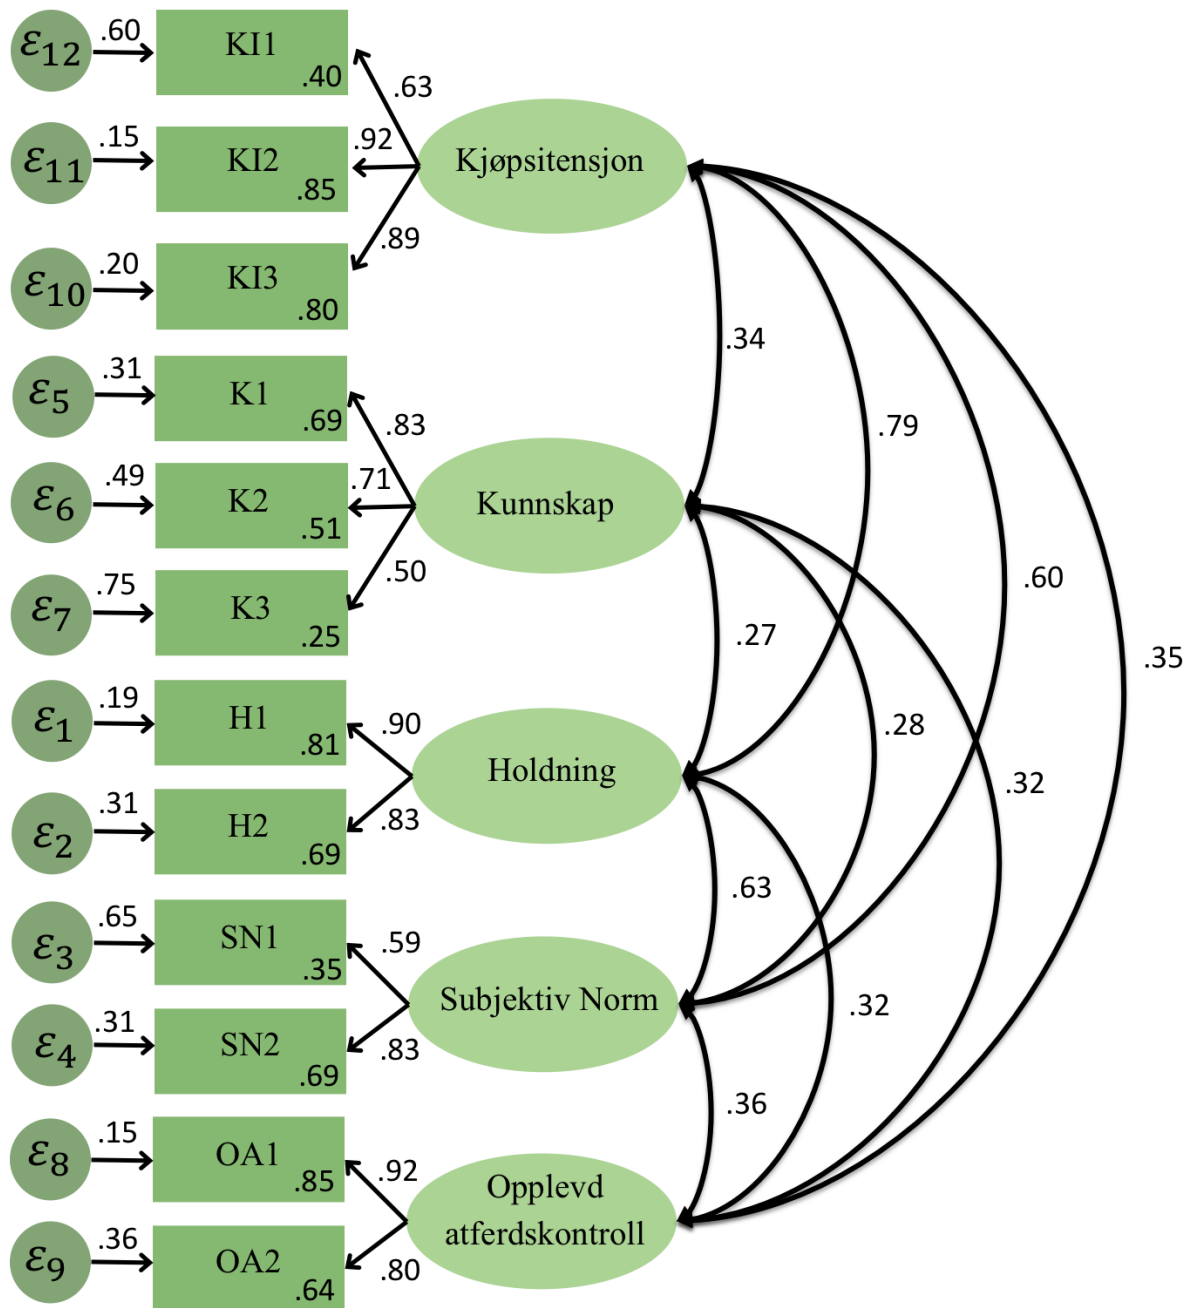 ε12 .60 KI1 .40 .63
ε11 .15 KI2 .85 .92 Kjøpsitensjon
ε10 .20 KI3 .80 .89
.34
ε5 .31 K1 .69 .83
.79
ε6 .49 K2 .51 .71 Kunnskap
ε7 .75 K3 .25 .50
.60
.27
.35
ε1 .19 H1 .81 .90
.28
Holdning
.32
ε2 .31 H2 .69 .83
.63
ε3 .65 SN1 .35 .59
Subjektiv Norm
.32
ε4 .31 SN2 .69 .83
.36
ε8 .15 OA1 .85 .92
Opplevd
atferdskontroll
ε9 .36 OA2 .64 .80